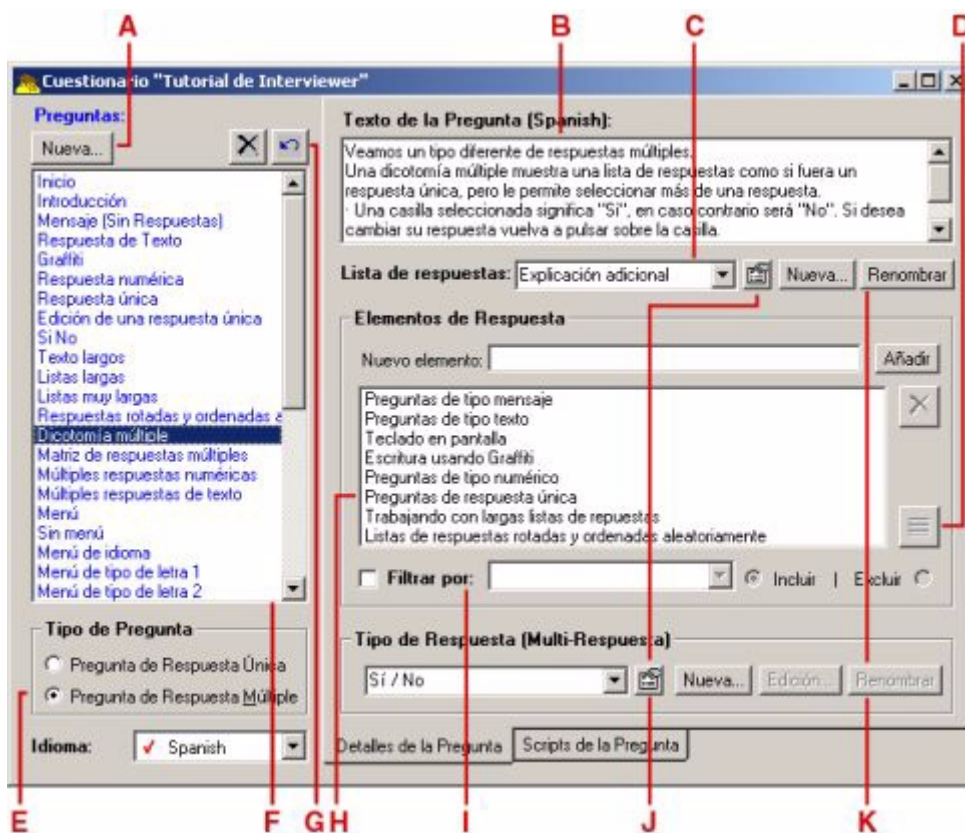 A
B
C
D
Cuestionario "Tutorial de Interviewer"
Preguntas:
Nueva...
Inicio
Introducción
Mensaje (Sin Respuestas)
Respuesta de Texto
Graffiti
Respuesta numérica
Respuesta única
Edición de una respuesta única
Si No
Texto largos
Listas largas
Listas muy largas
Respuestas rotadas y ordenadas a
Dicotomía múltiple
Matriz de respuestas múltiples
Múltiples respuestas numéricas
Múltiples respuestas de texto
Menú
Sin menú
Menú de idioma
Menú de tipo de letra 1
Menú de tipo de letra 2
Tipo de Pregunta
Pregunta de Respuesta Única
Pregunta de Respuesta Múltiple
Idioma: Spanish
Texto de la Pregunta (Spanish):
Veamos un tipo diferente de respuestas múltiples.
Una dicotomía múltiple muestra una lista de respuestas como si fuera un
respuesta única, pero le permite seleccionar más de una respuesta.
· Una casilla seleccionada significa "Sí", en caso contrario será "No". Si desea
cambiar su respuesta vuelva a pulsar sobre la casilla.
Lista de respuestas: Explicación adicional Nueva... Renombrar
Elementos de Respuesta
Nuevo elemento: Añadir
Preguntas de tipo mensaje
Preguntas de tipo texto
Teclado en pantalla
Escritura usando Graffiti
Preguntas de tipo numérico
Preguntas de respuesta única
Trabajando con largas listas de repuestas
Listas de respuestas rotadas y ordenadas aleatoriamente
Filtrar por: Incluir | Excluir
Tipo de Respuesta (Multi-Respuesta)
Sí / No Nueva... Edición... Renombrar
Detalles de la Pregunta Scripts de la Pregunta
E
F
G
H
I
J
K